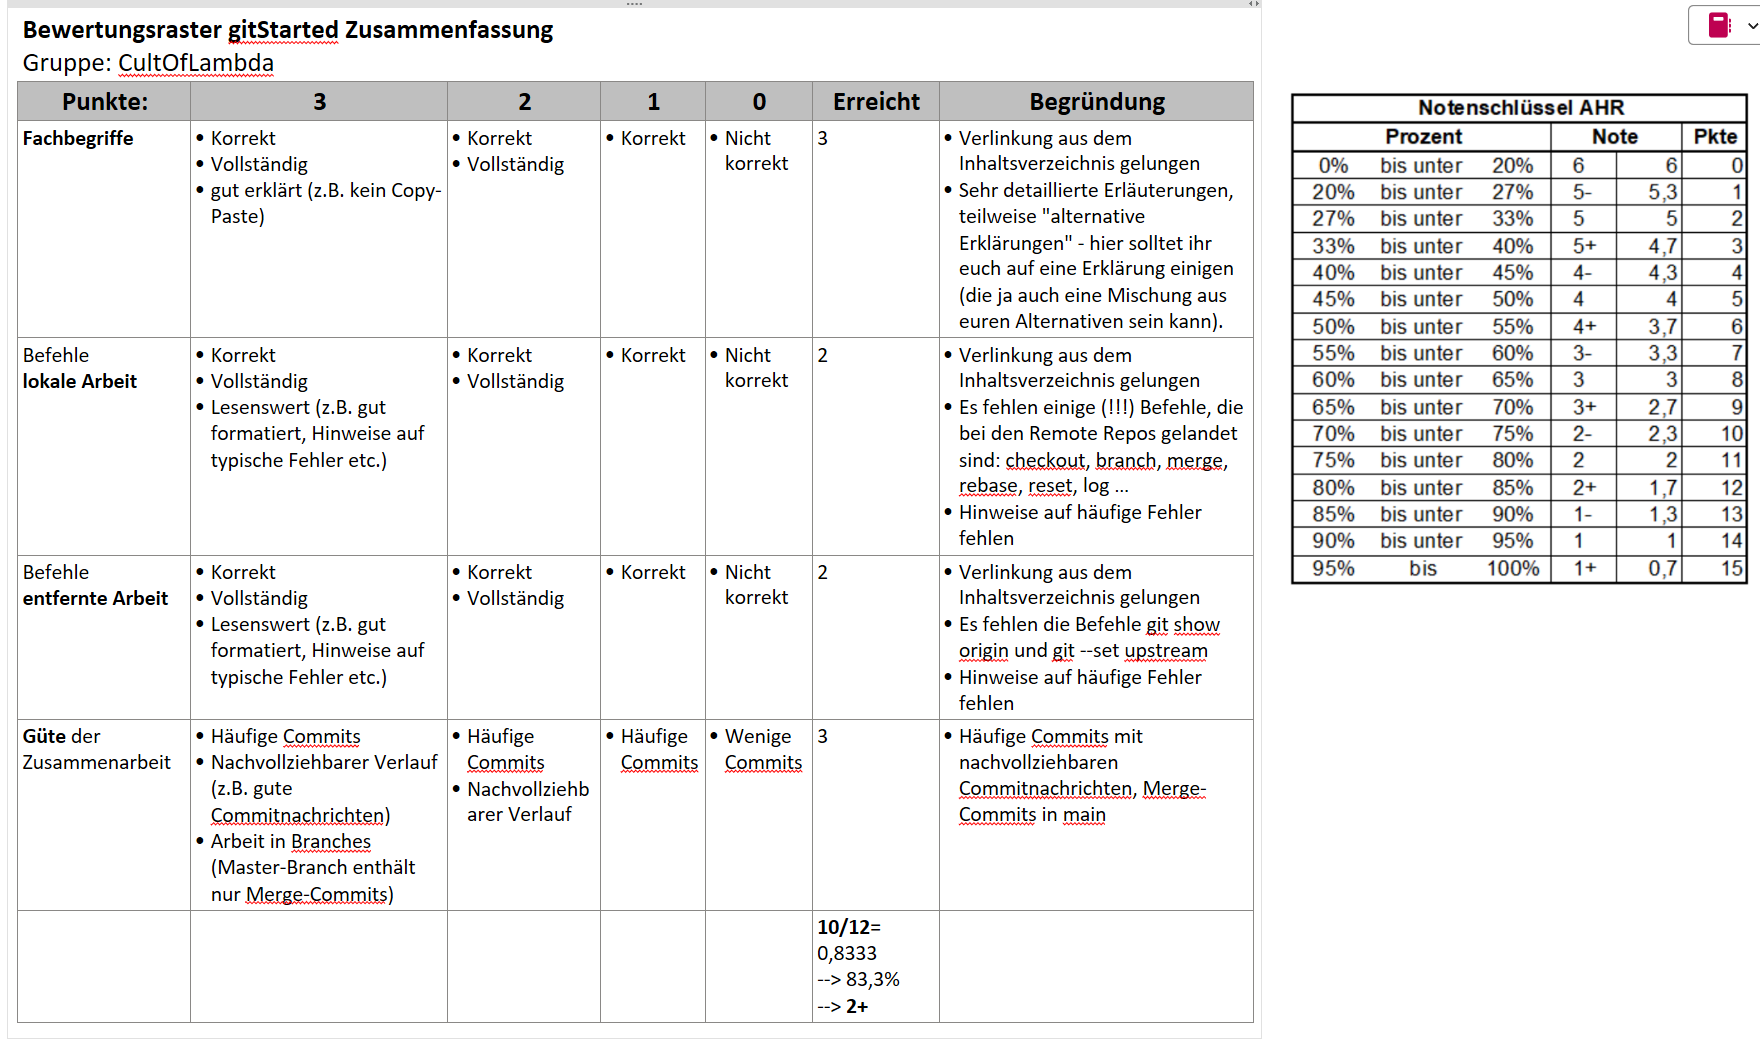 Bewertungsraster gitStarted Zusammenfassung
Gruppe: CultOfLambda
Punkte: 3 2 1 0 Erreicht Begründung
Fachbegriffe
• Korrekt
• Vollständig
• gut erklärt (z.B. kein Copy-
Paste)
• Korrekt
• Vollständig
• Korrekt
• Nicht
korrekt
3
• Verlinkung aus dem
Inhaltsverzeichnis gelungen
• Sehr detaillierte Erläuterungen,
teilweise "alternative
Erklärungen" - hier solltet ihr
euch auf eine Erklärung einigen
(die ja auch eine Mischung aus
euren Alternativen sein kann).
Befehle
lokale Arbeit
• Korrekt
• Vollständig
• Lesenswert (z.B. gut
formatiert, Hinweise auf
typische Fehler etc.)
• Korrekt
• Vollständig
• Korrekt
• Nicht
korrekt
2
• Verlinkung aus dem
Inhaltsverzeichnis gelungen
• Es fehlen einige (!!!) Befehle, die
bei den Remote Repos gelandet
sind: checkout, branch, merge,
rebase, reset, log ...
• Hinweise auf häufige Fehler
fehlen
Befehle
entfernte Arbeit
• Korrekt
• Vollständig
• Lesenswert (z.B. gut
formatiert, Hinweise auf
typische Fehler etc.)
• Korrekt
• Vollständig
• Korrekt
• Nicht
korrekt
2
• Verlinkung aus dem
Inhaltsverzeichnis gelungen
• Es fehlen die Befehle git show
origin und git --set upstream
• Hinweise auf häufige Fehler
fehlen
Güte der
Zusammenarbeit
• Häufige Commits
• Nachvollziehbarer Verlauf
(z.B. gute
Commitnachrichten)
• Arbeit in Branches
(Master-Branch enthält
nur Merge-Commits)
• Häufige
Commits
• Nachvollziehb
arer Verlauf
• Häufige
Commits
• Wenige
Commits
3
• Häufige Commits mit
nachvollziehbaren
Commitnachrichten, Merge-
Commits in main
10/12=
0,8333
--> 83,3%
--> 2+
Notenschlüssel AHR
Prozent Note Pkte
0% bis unter 20% 6 6 0
20% bis unter 27% 5- 5,3 1
27% bis unter 33% 5 5 2
33% bis unter 40% 5+ 4,7 3
40% bis unter 45% 4- 4,3 4
45% bis unter 50% 4 4 5
50% bis unter 55% 4+ 3,7 6
55% bis unter 60% 3- 3,3 7
60% bis unter 65% 3 3 8
65% bis unter 70% 3+ 2,7 9
70% bis unter 75% 2- 2,3 10
75% bis unter 80% 2 2 11
80% bis unter 85% 2+ 1,7 12
85% bis unter 90% 1- 1,3 13
90% bis unter 95% 1 1 14
95% bis 100% 1+ 0,7 15